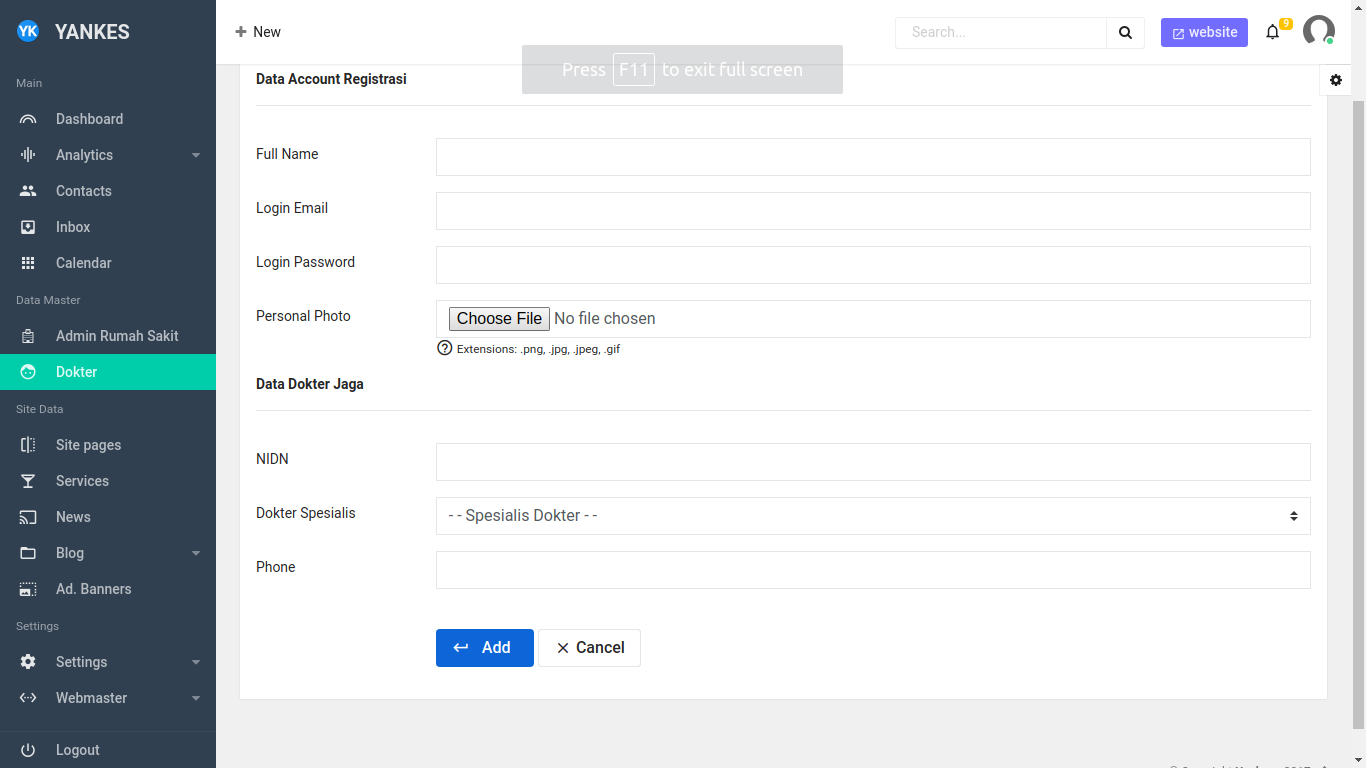 YK YANKES
+ New
Search...
website
9
Press F11 to exit full screen
Main
Dashboard
Analytics
Contacts
Inbox
Calendar
Data Master
Admin Rumah Sakit
Dokter
Site Data
Site pages
Services
News
Blog
Ad. Banners
Settings
Settings
Webmaster
Logout
Data Account Registrasi
Full Name
Login Email
Login Password
Personal Photo
Choose File No file chosen
Extensions: .png, .jpg, .jpeg, .gif
Data Dokter Jaga
NIDN
Dokter Spesialis
- - Spesialis Dokter - -
Phone
Add
Cancel